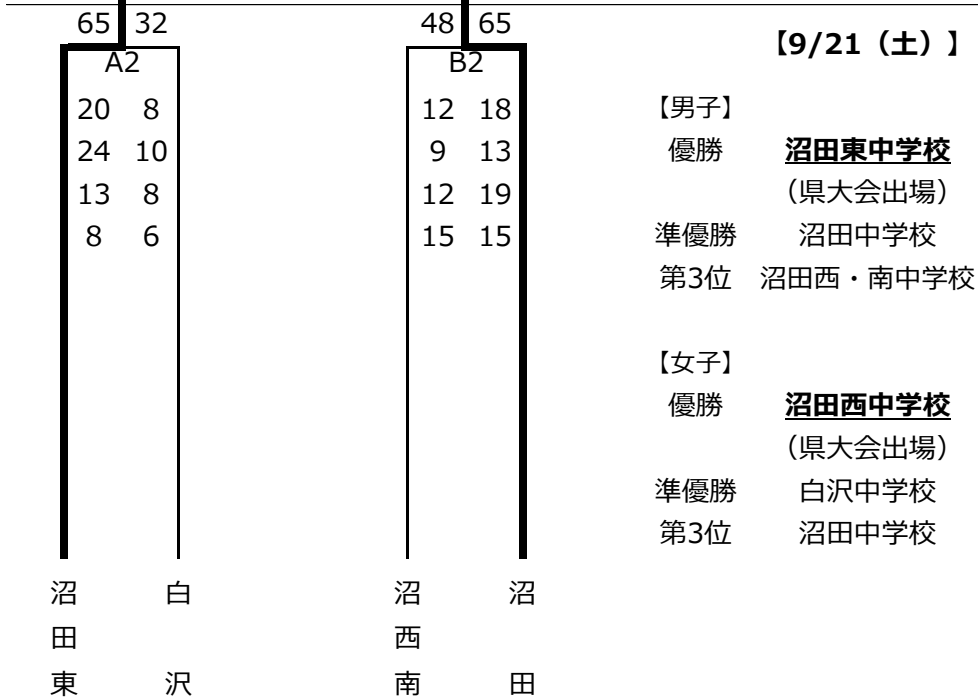 65 32
A2
20 8
24 10
13 8
8 6
沼田東
白沢
48 65
B2
12 18
9 13
12 19
15 15
沼西南
沼田
【9/21（土）】
【男子】
優勝 沼田東中学校
（県大会出場）
準優勝 沼田中学校
第3位 沼田西・南中学校
【女子】
優勝 沼田西中学校
（県大会出場）
準優勝 白沢中学校
第3位 沼田中学校